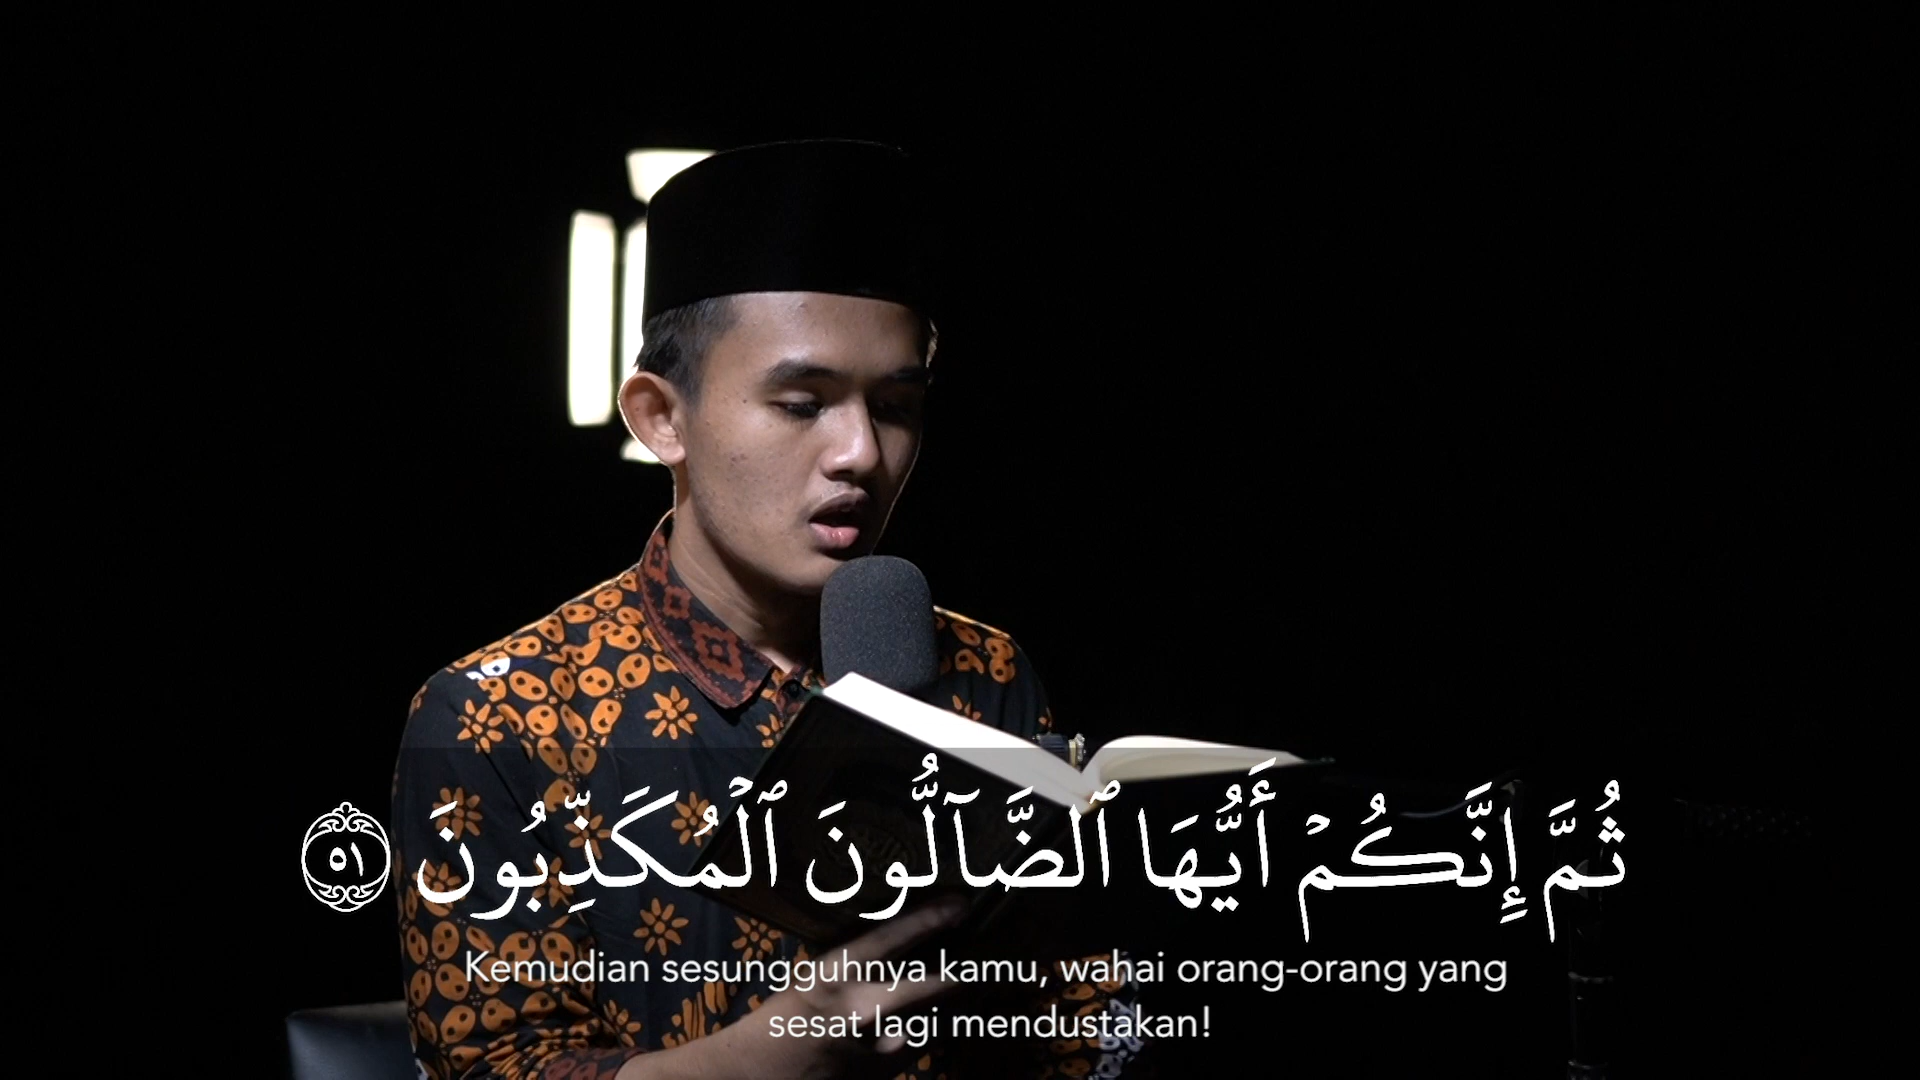 ثُمَّ إِنَّكُمْ أَيُّهَا ٱلضَّآلُّونَ ٱلْمُكَذِّبُونَ ٥١
Kemudian sesungguhnya kamu, wahai orang-orang yang
sesat lagi mendustakan!